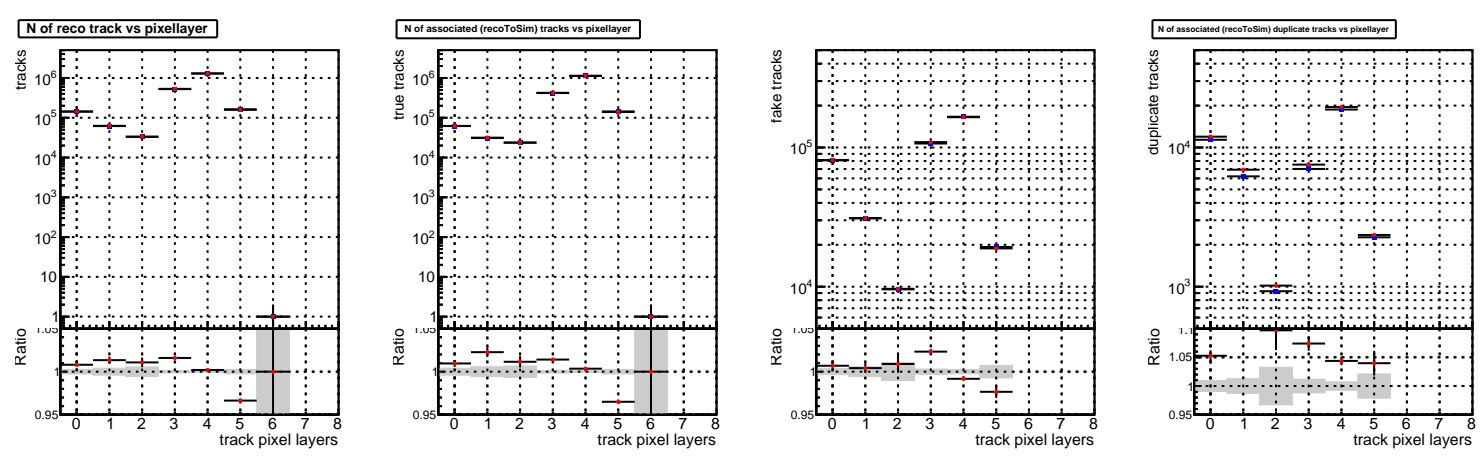 N of reco track vs pixellayer
tracks
10^6
10^5
10^4
10^3
10^2
10
1
Ratio
1.05
1
0.95
0 1 2 3 4 5 6 7 8
track pixel layers
N of associated (recoToSim) tracks vs pixellayer
true tracks
10^6
10^5
10^4
10^3
10^2
10
1
Ratio
1.05
1
0.95
0 1 2 3 4 5 6 7 8
track pixel layers
fake tracks
10^5
10^4
Ratio
1.05
1
0.95
0 1 2 3 4 5 6 7 8
track pixel layers
N of associated (recoToSim) duplicate tracks vs pixellayer
duplicate tracks
10^4
10^3
Ratio
1.1
1.05
1
0.95
0 1 2 3 4 5 6 7 8
track pixel layers